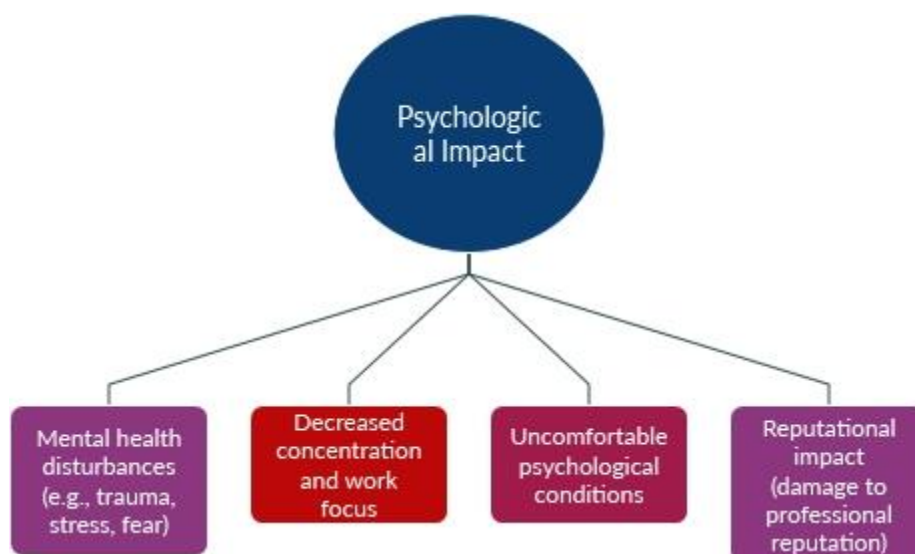 Psychologic
al Impact
Mental health
disturbances
(e.g., trauma,
stress, fear)
Decreased
concentration
and work
focus
Uncomfortable
psychological
conditions
Reputational
impact
(damage to
professional
reputation)